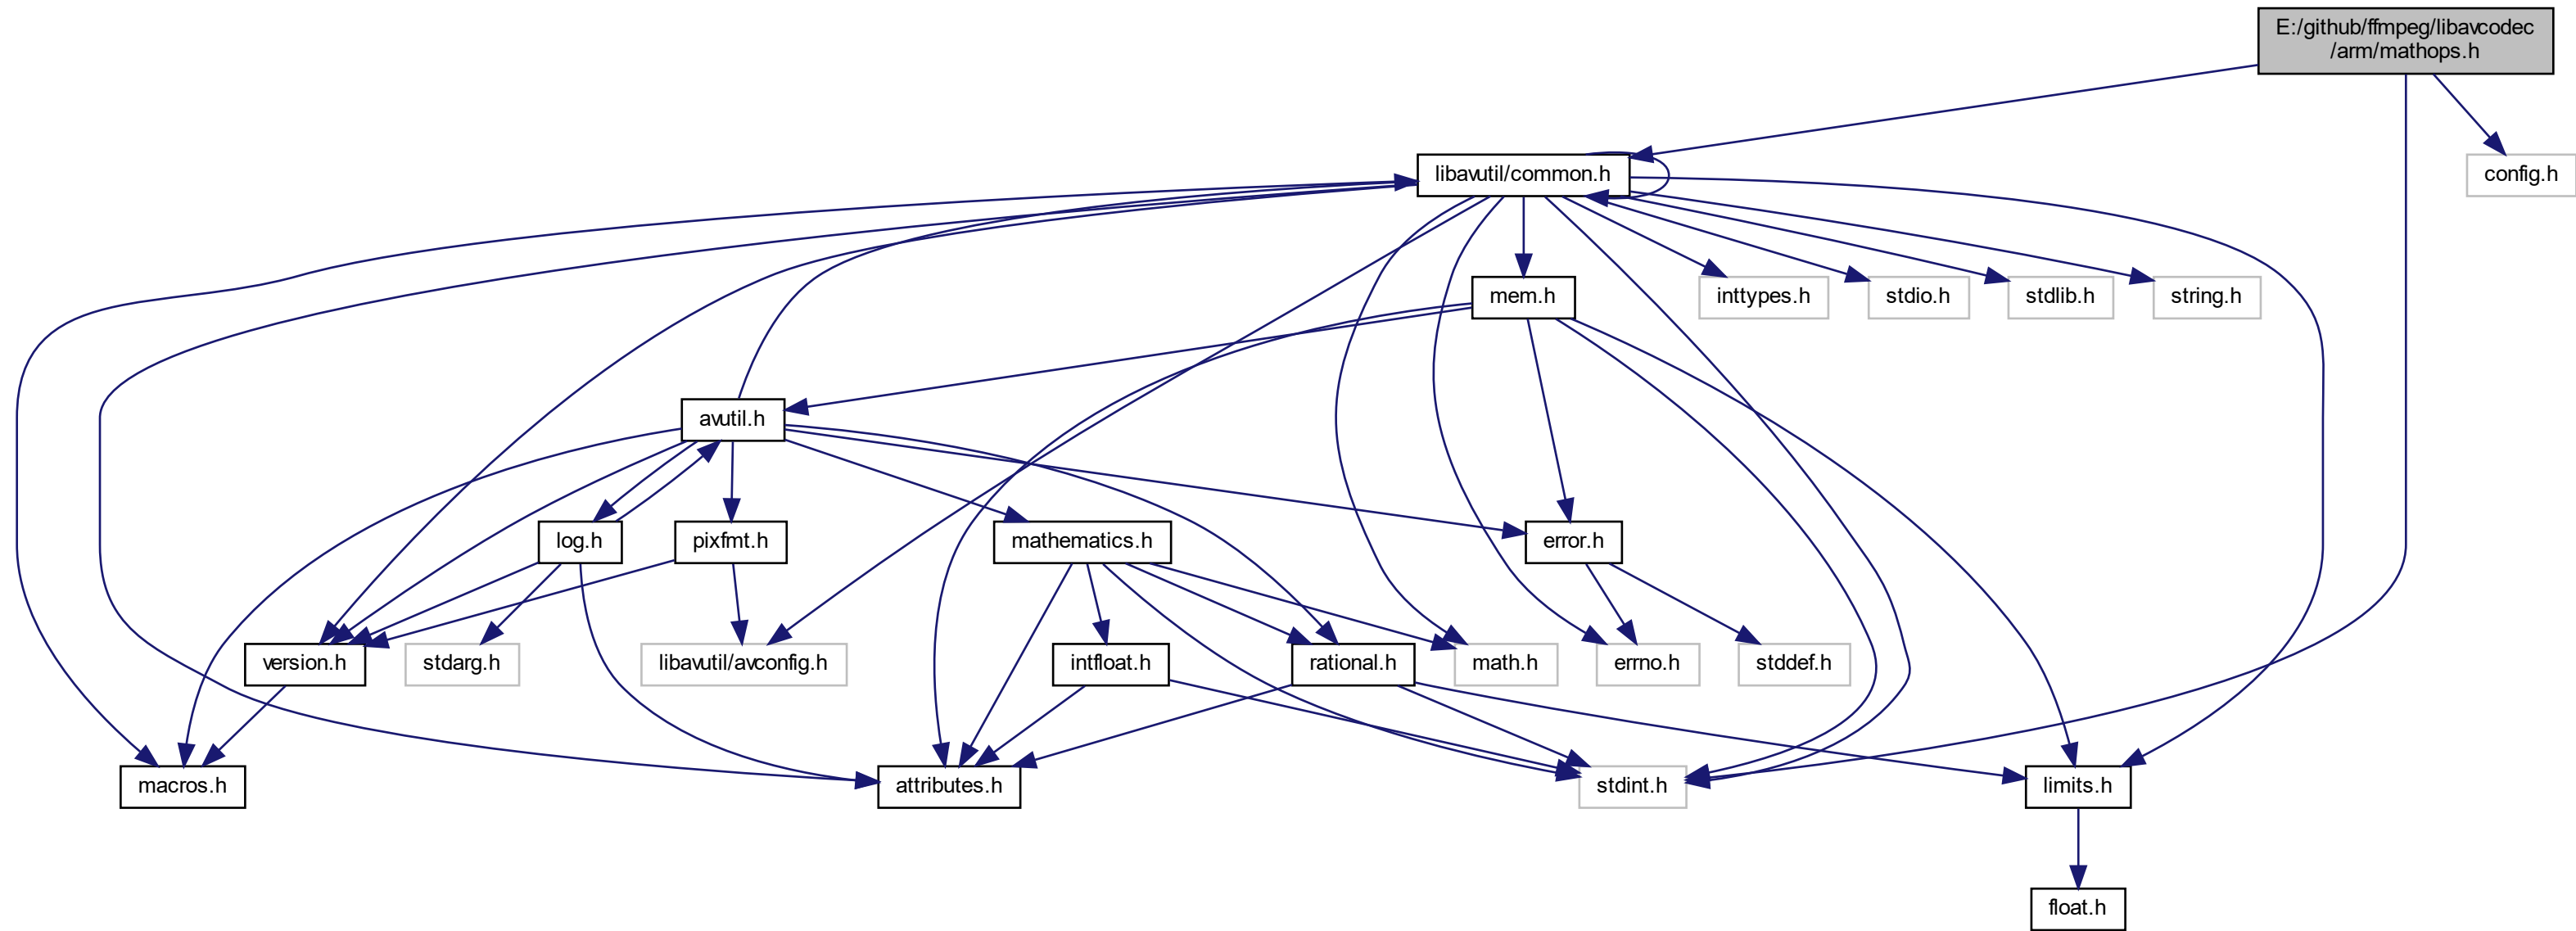 E:/github/ffmpeg/libavcodec
/arm/mathops.h
libavutil/common.h
config.h
mem.h
inttypes.h
stdio.h
stdlib.h
string.h
avutil.h
log.h
pixfmt.h
mathematics.h
error.h
version.h
stdarg.h
libavutil/avconfig.h
intfloat.h
rational.h
math.h
errno.h
stddef.h
macros.h
attributes.h
stdint.h
limits.h
float.h